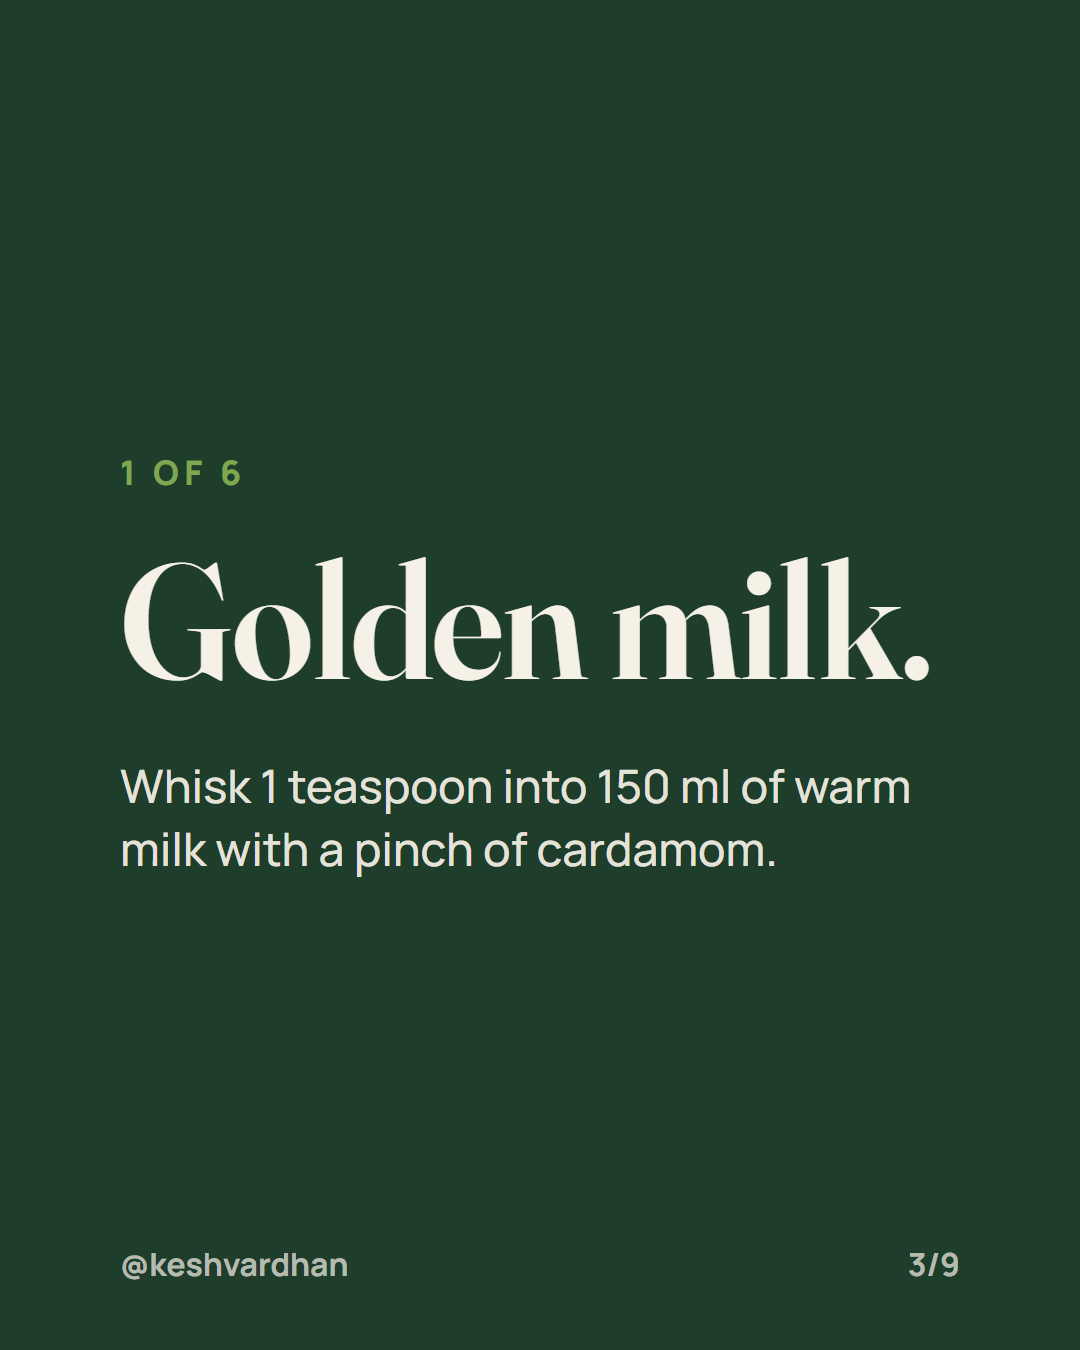 1 OF 6
Golden milk.
Whisk 1 teaspoon into 150 ml of warm
milk with a pinch of cardamom.
@keshvardhan
3/9